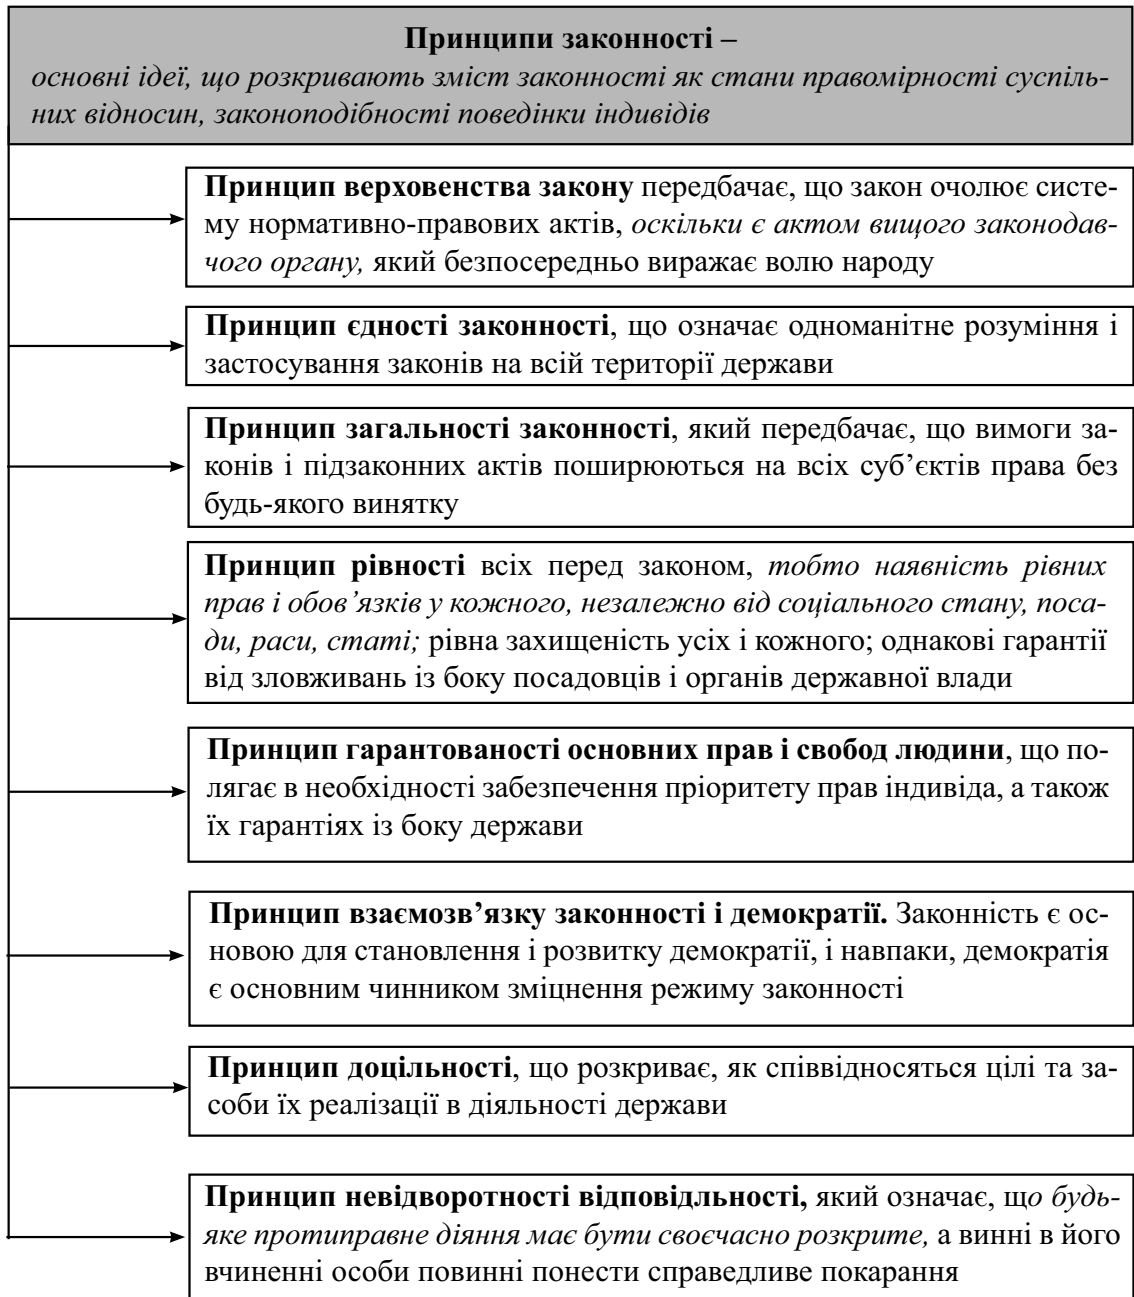 Принципи законності –
основні ідеї, що розкривають зміст законності як стани правомірності суспіль-
них відносин, законоподібності поведінки індивідів
Принцип верховенства закону передбачає, що закон очолює систе-
му нормативно-правових актів, оскільки є актом вищого законодав-
чого органу, який безпосередньо виражає волю народу
Принцип єдності законності, що означає одноманітне розуміння і
застосування законів на всій території держави
Принцип загальності законності, який передбачає, що вимоги за-
конів і підзаконних актів поширюються на всіх суб’єктів права без
будь-якого винятку
Принцип рівності всіх перед законом, тобто наявність рівних
прав і обов’язків у кожного, незалежно від соціального стану, поса-
ди, раси, статі; рівна захищеність усіх і кожного; однакові гарантії
від зловживань із боку посадовців і органів державної влади
Принцип гарантованості основних прав і свобод людини, що по-
лягає в необхідності забезпечення пріоритету прав індивіда, а також
їх гарантіях із боку держави
Принцип взаємозв’язку законності і демократії. Законність є ос-
новою для становлення і розвитку демократії, і навпаки, демократія
є основним чинником зміцнення режиму законності
Принцип доцільності, що розкриває, як співвідносяться цілі та за-
соби їх реалізації в діяльності держави
Принцип невідворотності відповідльності, який означає, що будь-
яке протиправне діяння має бути своєчасно розкрите, а винні в його
вчиненні особи повинні понести справедливе покарання